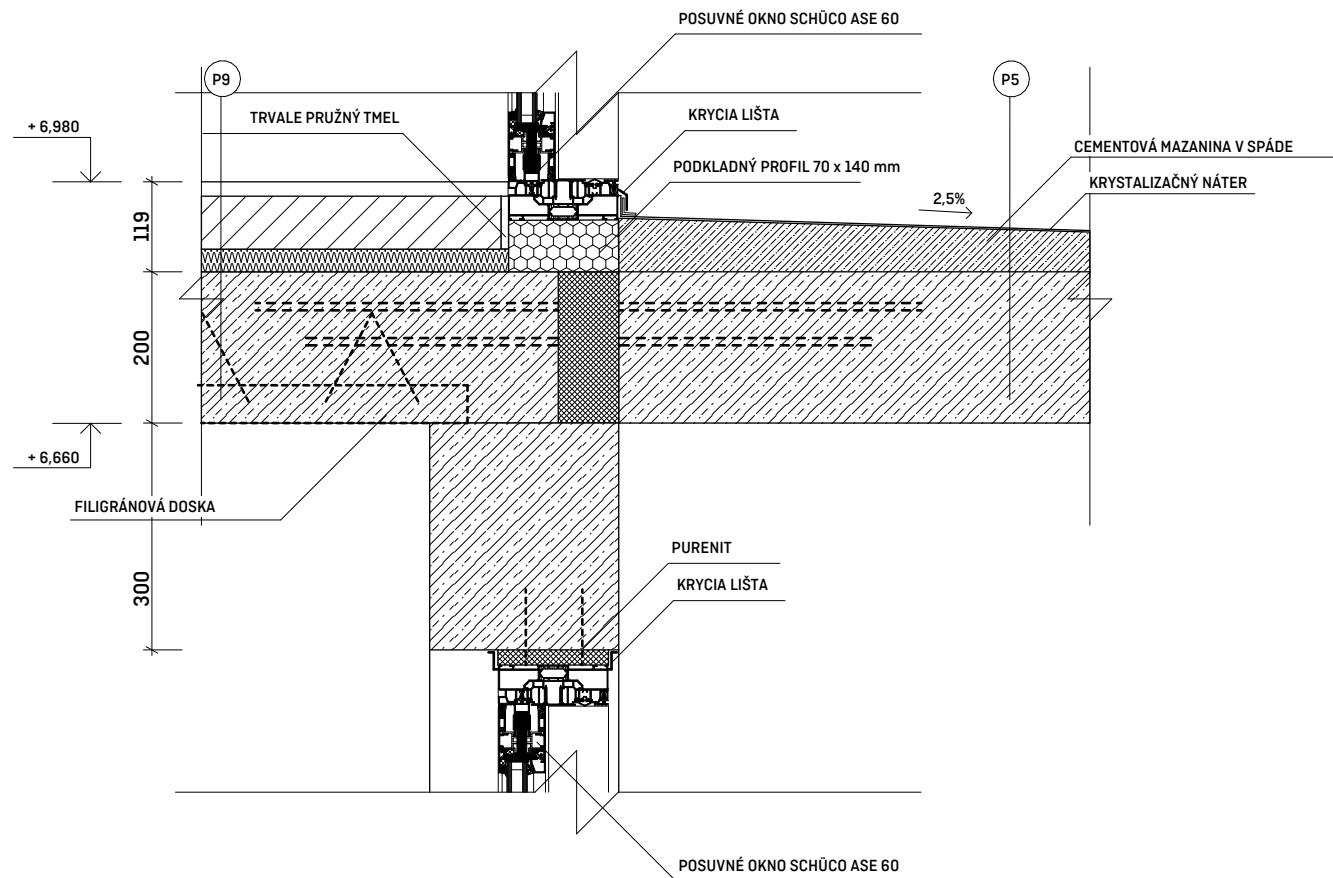 POSUVNÉ OKNO SCHÜCO ASE 60
P9
P5
TRVALE PRUŽNÝ TMEL
KRYCIA LIŠTA
+ 6,980
CEMENTOVÁ MAZANINA V SPÁDE
PODKLADNÝ PROFIL 70 x 140 mm
KRYSTALIZAČNÝ NÁTER
2,5%
119
200
+ 6,660
FILIGRÁNOVÁ DOSKA
PURENIT
300
KRYCIA LIŠTA
POSUVNÉ OKNO SCHÜCO ASE 60